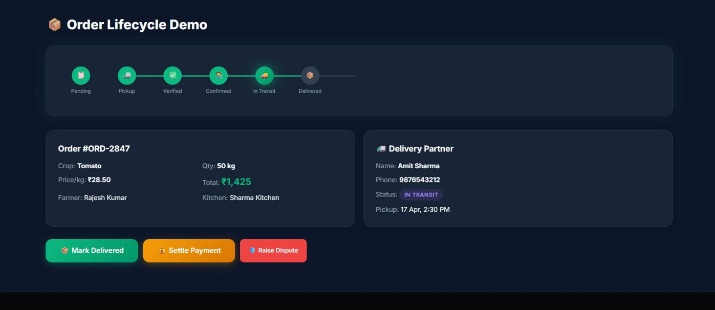 Order Lifecycle Demo
Pending Pickup Verified Confirmed In Transit Delivered
Order #ORD-2847
Crop: Tomato Qty: 50 kg
Price/kg: ₹28.50 Total: ₹1,425
Farmer: Rajesh Kumar Kitchen: Sharma Kitchen
Delivery Partner
Name: Amit Sharma
Phone: 9876543212
Status: IN TRANSIT
Pickup: 17 Apr, 2:30 PM
Mark Delivered Settle Payment Raise Dispute